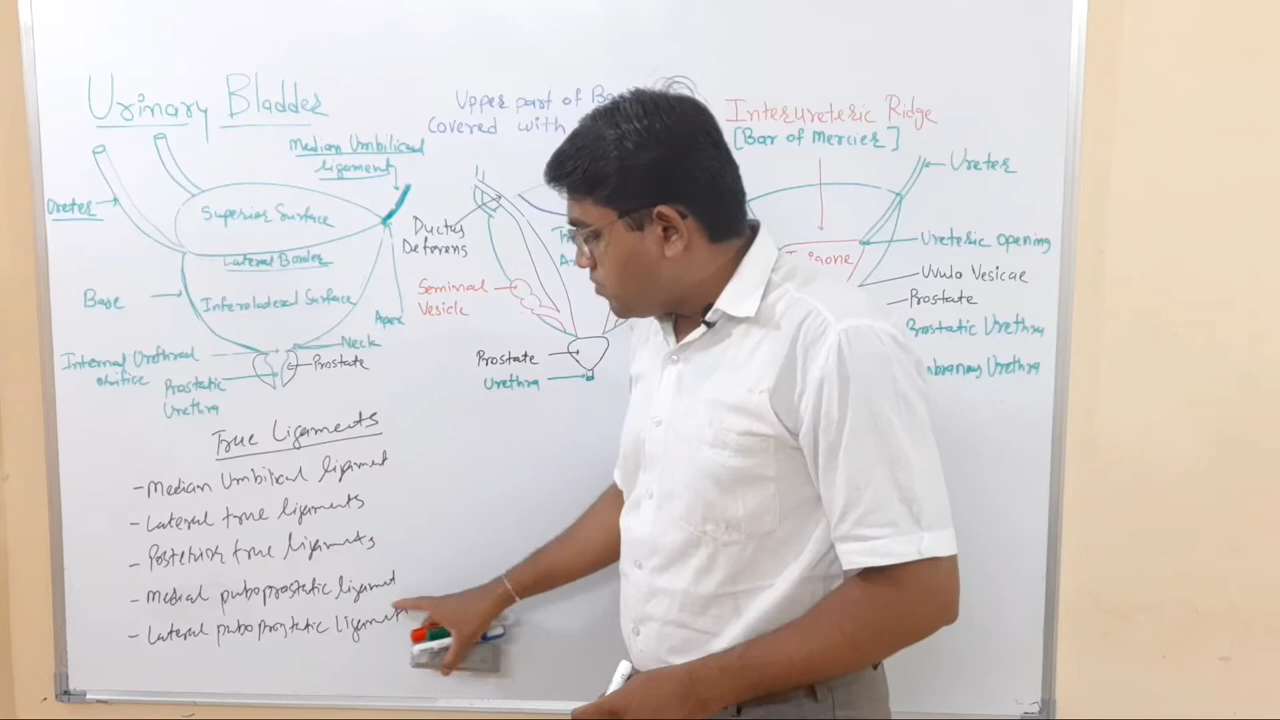 Urinary Bladder
Median Umbilical
ligament
Ureter
Superior Surface
Lateral Border
Base
Inferolateral Surface
Apex
Neck
Internal Urethral
orifice
Prostate
Prostatic
Urethra
Upper part of
Covered with
Ductus
Deferens
Seminal
Vesicle
Prostate
Urethra
Interureteric Ridge
[Bar of Mercier]
Ureter
Ureteric opening
Uvula Vesicae
Prostate
Prostatic Urethra
Urethra
True Ligaments
- Median Umbilical ligament
- Lateral true ligaments
- Posterior true ligaments
- Medial puboprostatic ligament
- Lateral puboprostatic Ligament